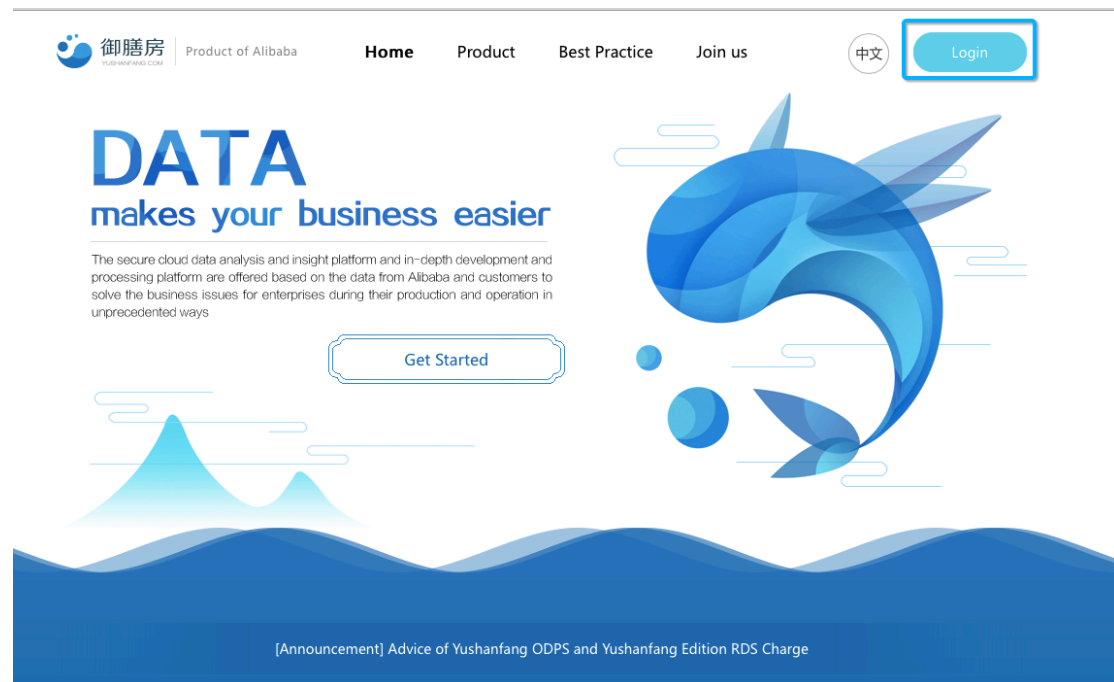 御膳房
YUSHANFANG.COM
Product of Alibaba
Home
Product
Best Practice
Join us
中文
Login
DATA
makes your business easier
The secure cloud data analysis and insight platform and in-depth development and
processing platform are offered based on the data from Alibaba and customers to
solve the business issues for enterprises during their production and operation in
unprecedented ways
Get Started
[Announcement] Advice of Yushanfang ODPS and Yushanfang Edition RDS Charge